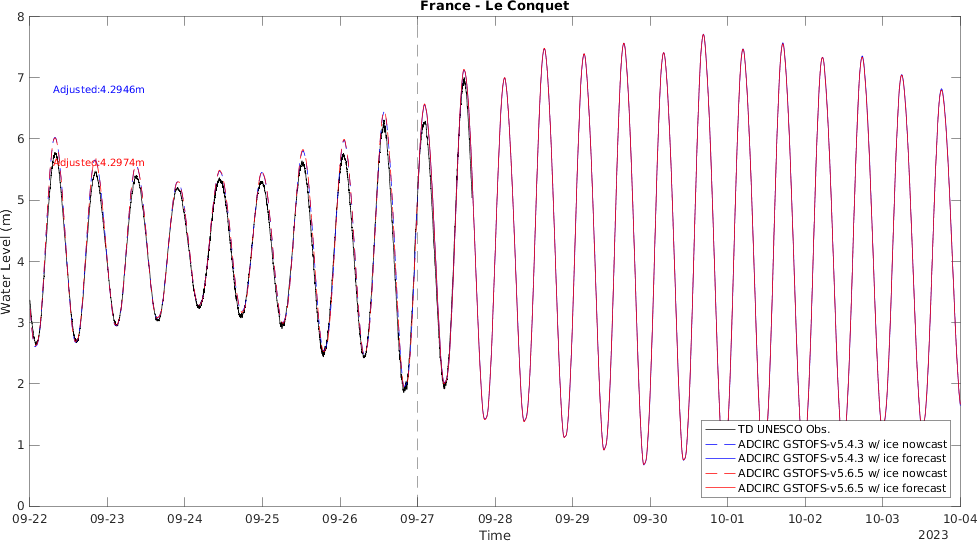 France - Le Conquet
8
7
6
5
4
3
2
1
0
Water Level (m)
Adjusted:4.2946m
Adjusted:4.2974m
TD UNESCO Obs.
ADCIRC GSTOFS-v5.4.3 w/ ice nowcast
ADCIRC GSTOFS-v5.4.3 w/ ice forecast
ADCIRC GSTOFS-v5.6.5 w/ ice nowcast
ADCIRC GSTOFS-v5.6.5 w/ ice forecast
09-22 09-23 09-24 09-25 09-26 09-27 09-28 09-29 09-30 10-01 10-02 10-03 10-04
Time
2023